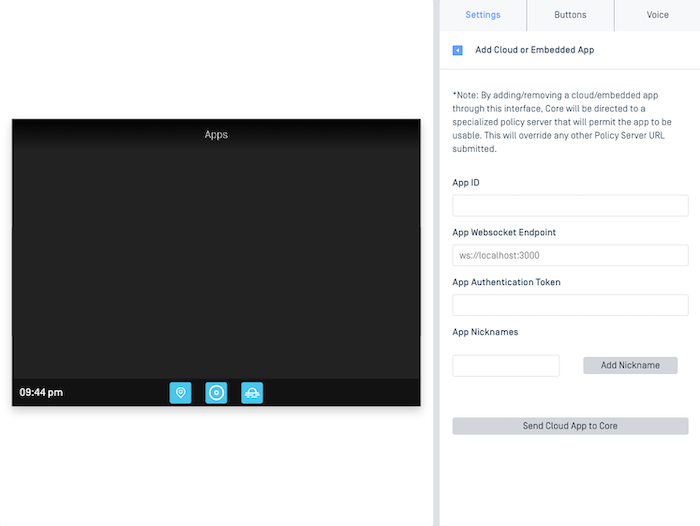 Settings
Buttons
Voice
Add Cloud or Embedded App
*Note: By adding/removing a cloud/embedded app
through this interface, Core will be directed to a
specialized policy server that will permit the app to be
usable. This will override any other Policy Server URL
submitted.
Apps
App ID
App Websocket Endpoint
ws://localhost:3000
App Authentication Token
App Nicknames
Add Nickname
09:44 pm
Send Cloud App to Core